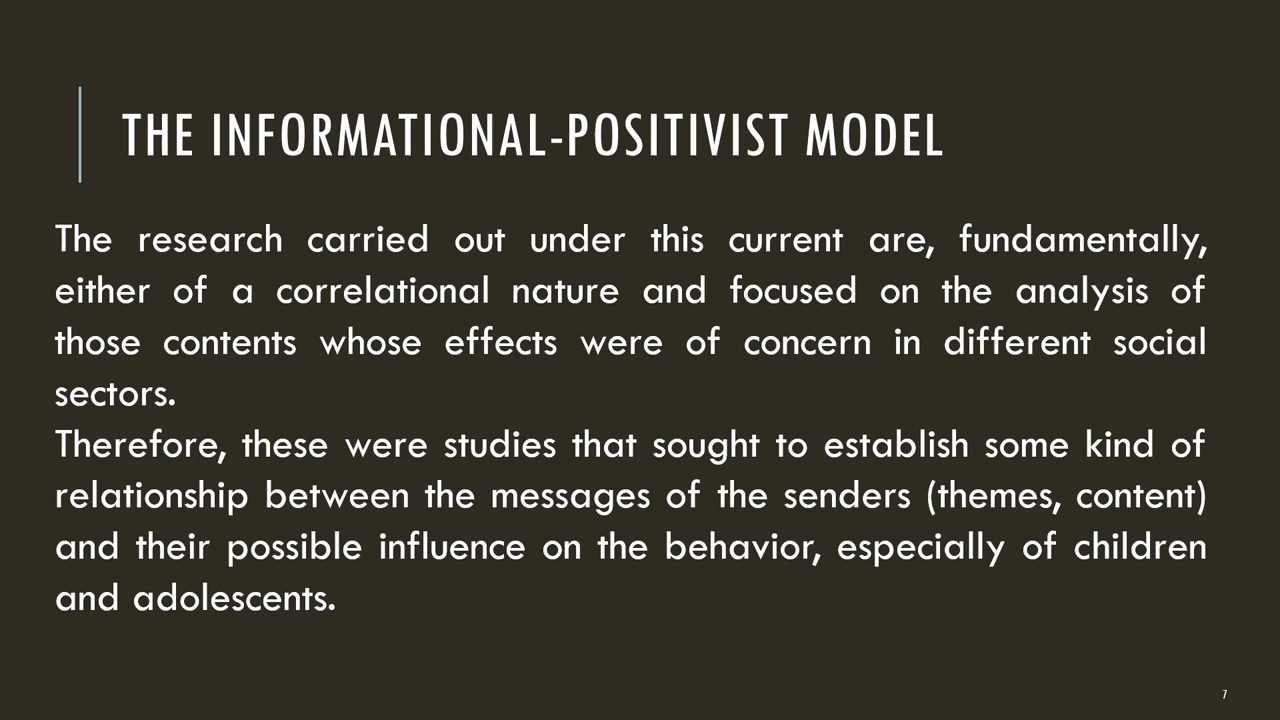 THE INFORMATIONAL-POSITIVIST MODEL
The research carried out under this current are, fundamentally,
either of a correlational nature and focused on the analysis of
those contents whose effects were of concern in different social
sectors.
Therefore, these were studies that sought to establish some kind of
relationship between the messages of the senders (themes, content)
and their possible influence on the behavior, especially of children
and adolescents.
7